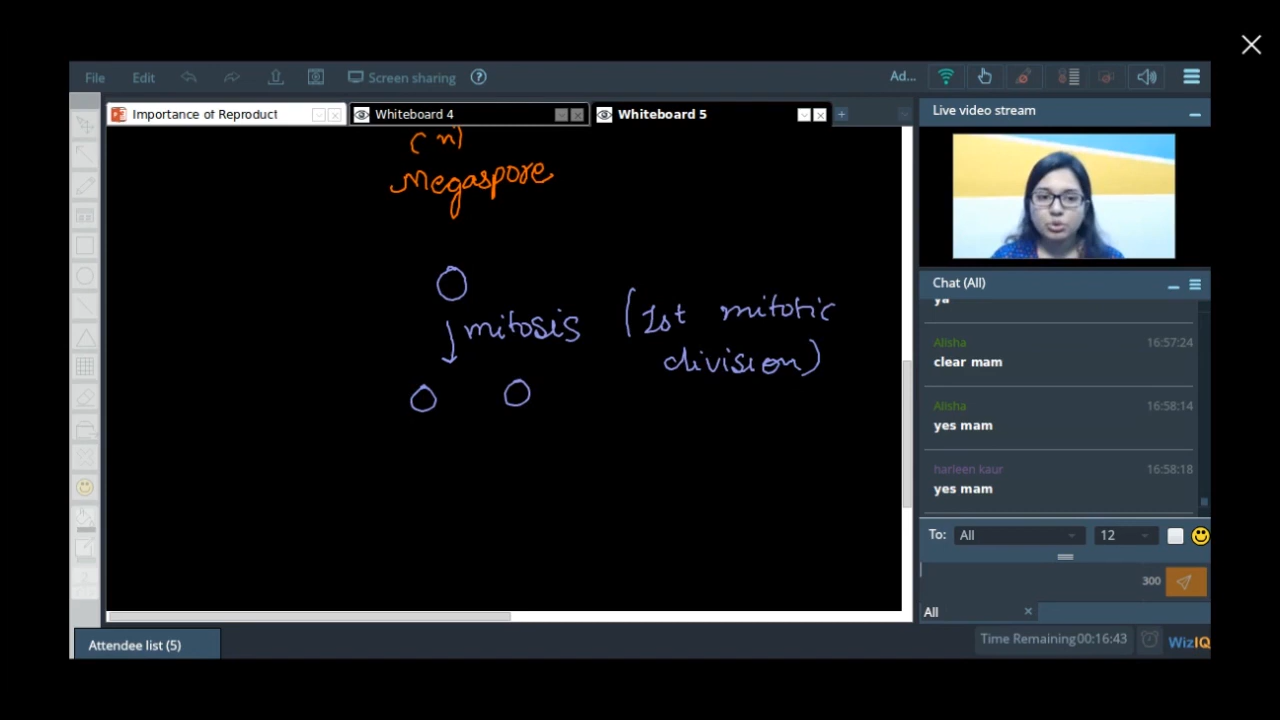 File Edit Screen sharing ? Ad...
Importance of Reproduct Whiteboard 4 Whiteboard 5 +
Live video stream
(n)
Megaspore
mitosis (1st mitotic
division)
Chat (All)
ya
Alisha 16:57:24
clear mam
Alisha 16:58:14
yes mam
harleen kaur 16:58:18
yes mam
To: All 12
300
All
Attendee list (5)
Time Remaining 00:16:43 WizIQ